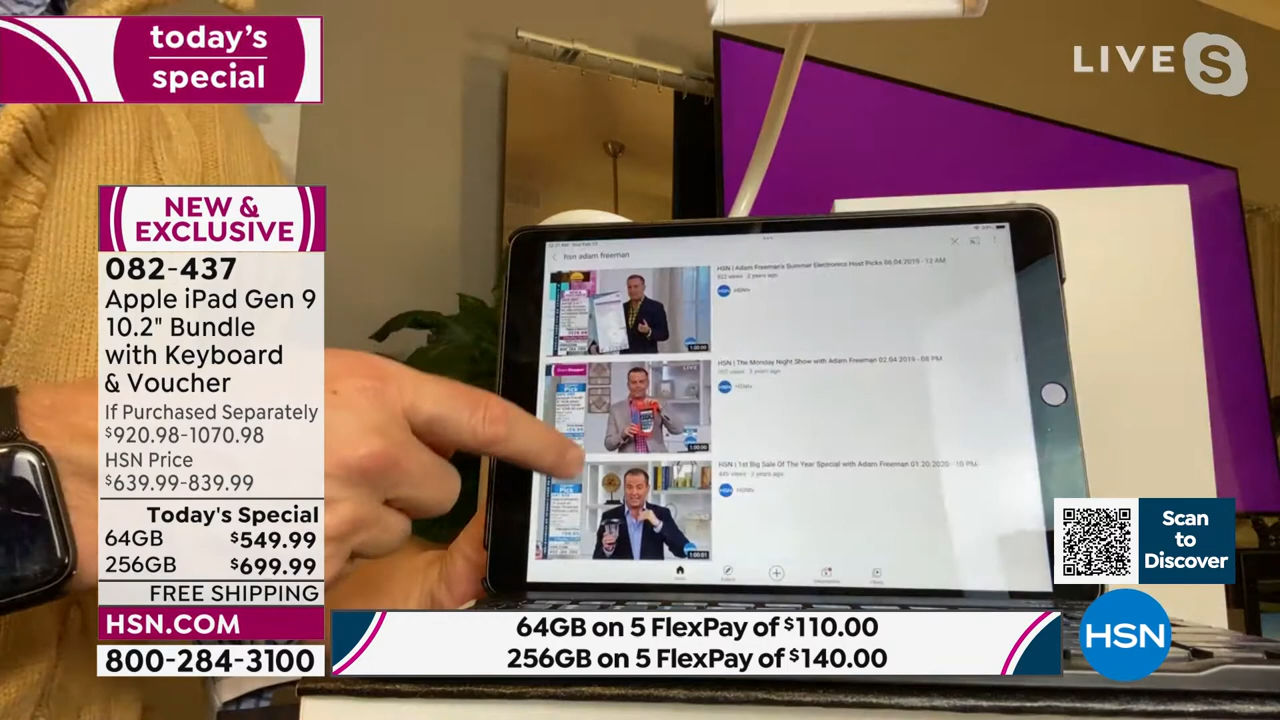 today's
special
LIVE S
NEW &
EXCLUSIVE
082-437
Apple iPad Gen 9
10.2" Bundle
with Keyboard
& Voucher
If Purchased Separately
$920.98-1070.98
HSN Price
$639.99-839.99
Today's Special
64GB $549.99
256GB $699.99
FREE SHIPPING
HSN.COM
800-284-3100
hsn adam freeman
HSN | Adam Freeman's Summer Electronics Host Picks 06.04.2019 - 12 AM
HSN | The Monday Night Show with Adam Freeman 02.04.2019 - 08 PM
HSN | 1st Big Sale Of The Year Special with Adam Freeman 01.20.2020 - 10 PM
Scan
to
Discover
64GB on 5 FlexPay of $110.00
256GB on 5 FlexPay of $140.00
HSN